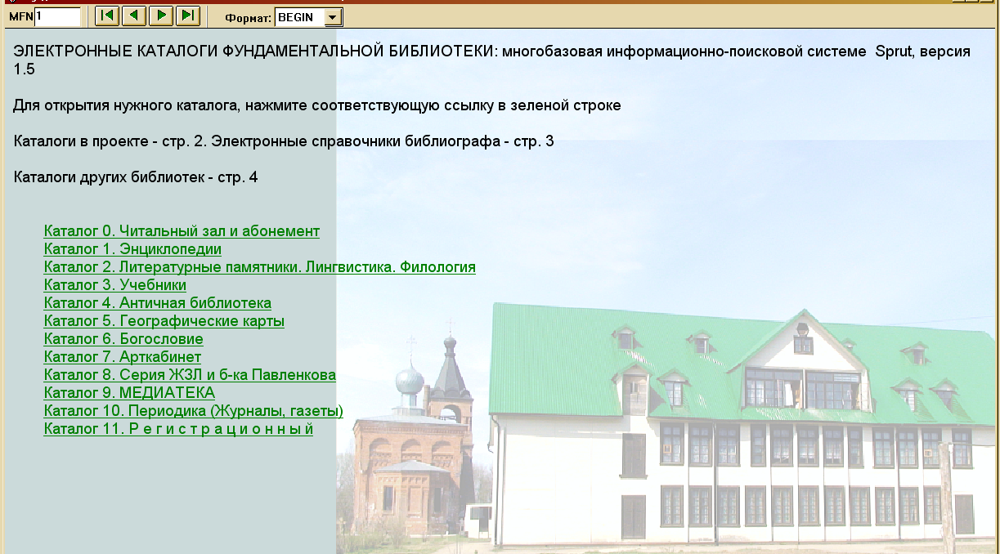 MFN 1 Формат: BEGIN
ЭЛЕКТРОННЫЕ КАТАЛОГИ ФУНДАМЕНТАЛЬНОЙ БИБЛИОТЕКИ: многобазовая информационно-поисковой системе Sprut, версия
1.5
Для открытия нужного каталога, нажмите соответствующую ссылку в зеленой строке
Каталоги в проекте - стр. 2. Электронные справочники библиографа - стр. 3
Каталоги других библиотек - стр. 4
Каталог 0. Читальный зал и абонемент
Каталог 1. Энциклопедии
Каталог 2. Литературные памятники. Лингвистика. Филология
Каталог 3. Учебники
Каталог 4. Античная библиотека
Каталог 5. Географические карты
Каталог 6. Богословие
Каталог 7. Арткабинет
Каталог 8. Серия ЖЗЛ и б-ка Павленкова
Каталог 9. МЕДИАТЕКА
Каталог 10. Периодика (Журналы, газеты)
Каталог 11. Р е г и с т р а ц и о н н ы й